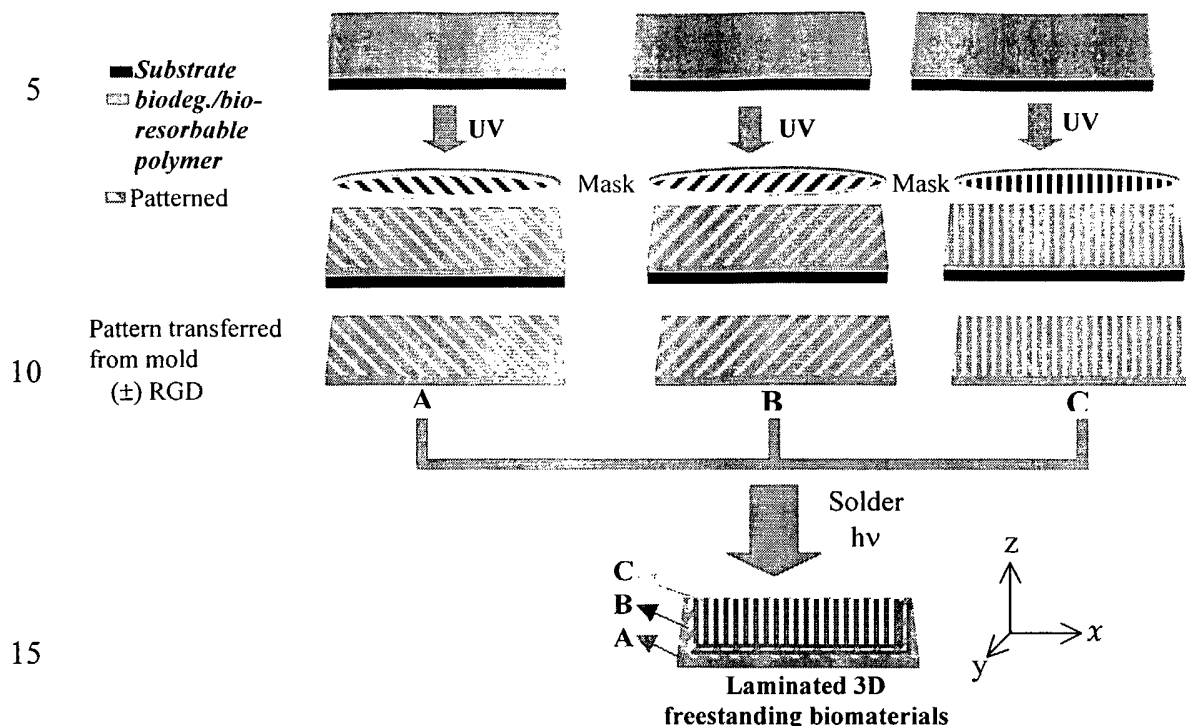 5
Substrate
biodeg./bio-
resorbable
polymer
Patterned
UV
UV
UV
Mask
Mask
10
Pattern transferred
from mold
(±) RGD
A
B
C
Solder
hν
C
B
A
z
x
y
15
Laminated 3D
freestanding biomaterials